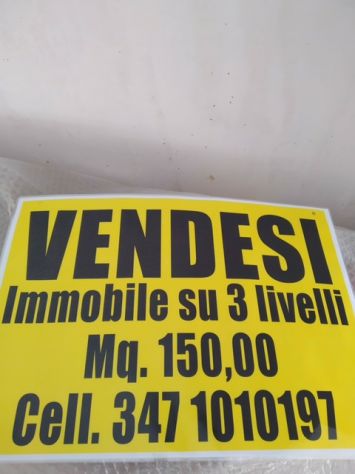 VENDESI
Immobile su 3 livelli
Mq. 150,00
Cell. 347 1010197